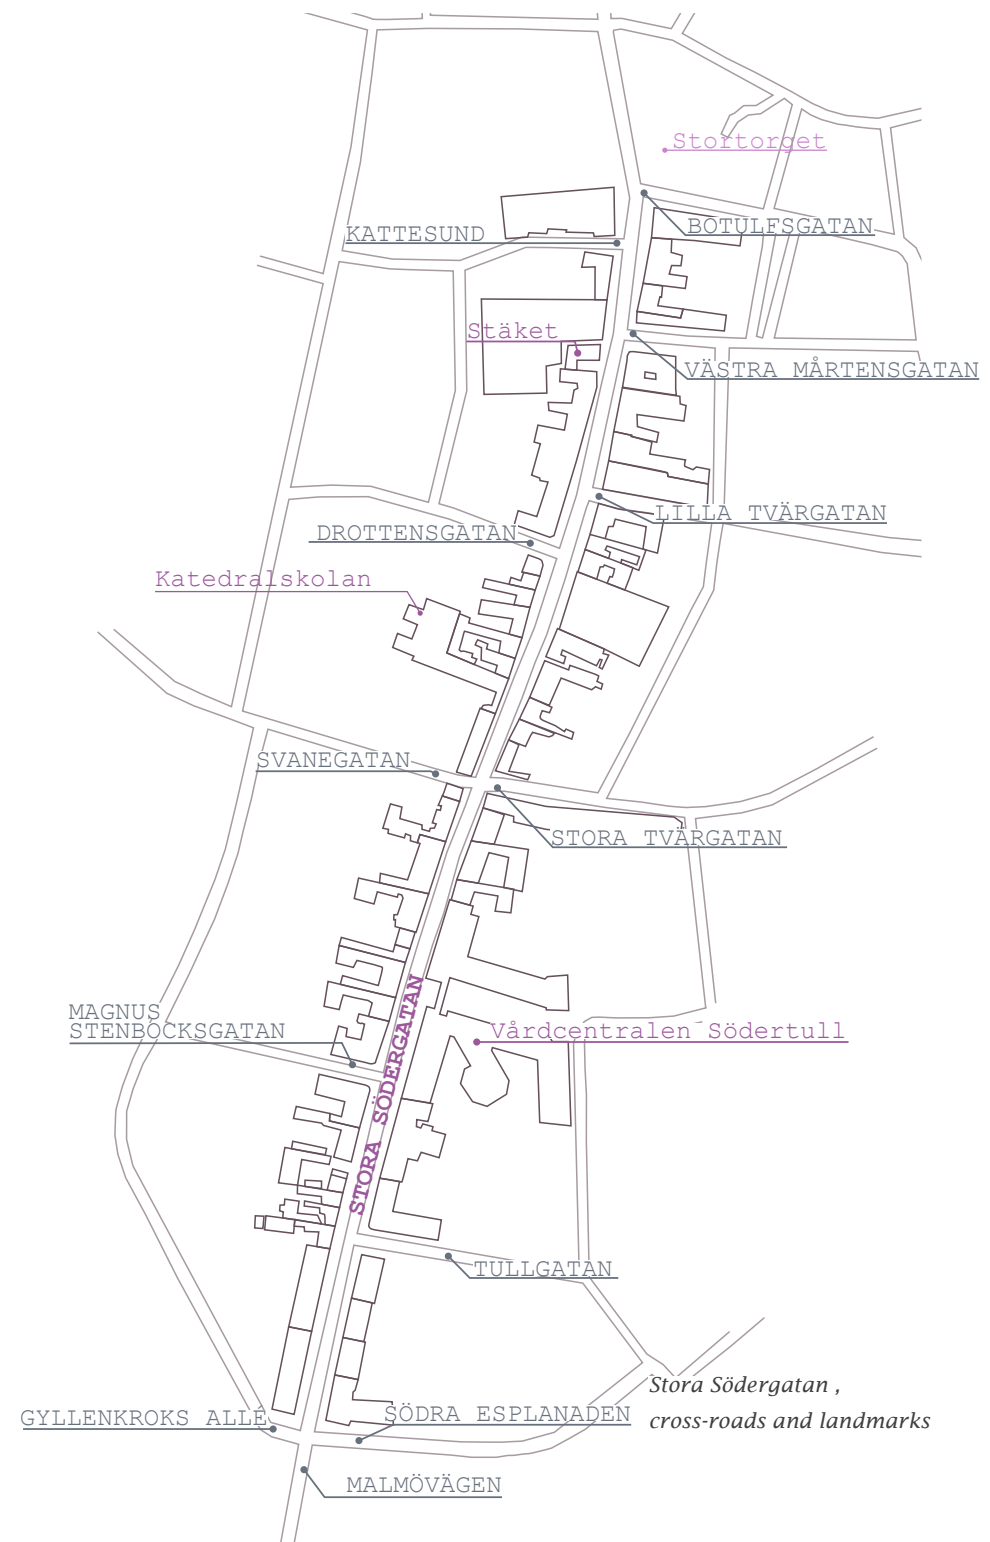 Stortorget
BOTULFSGATAN
KATTESUND
Stäket
VÄSTRA MÅRTENSGATAN
LILLA TVÄRGATAN
DROTTENSGATAN
Katedralskolan
SVANEGATAN
STORA TVÄRGATAN
MAGNUS
STENBOCKSGATAN
STORA SÖDERGATAN
Vårdcentralen Södertull
TULLGATAN
Stora Södergatan ,
cross-roads and landmarks
GYLLENKROKS ALLÉ
SÖDRA ESPLANADEN
MALMÖVÄGEN